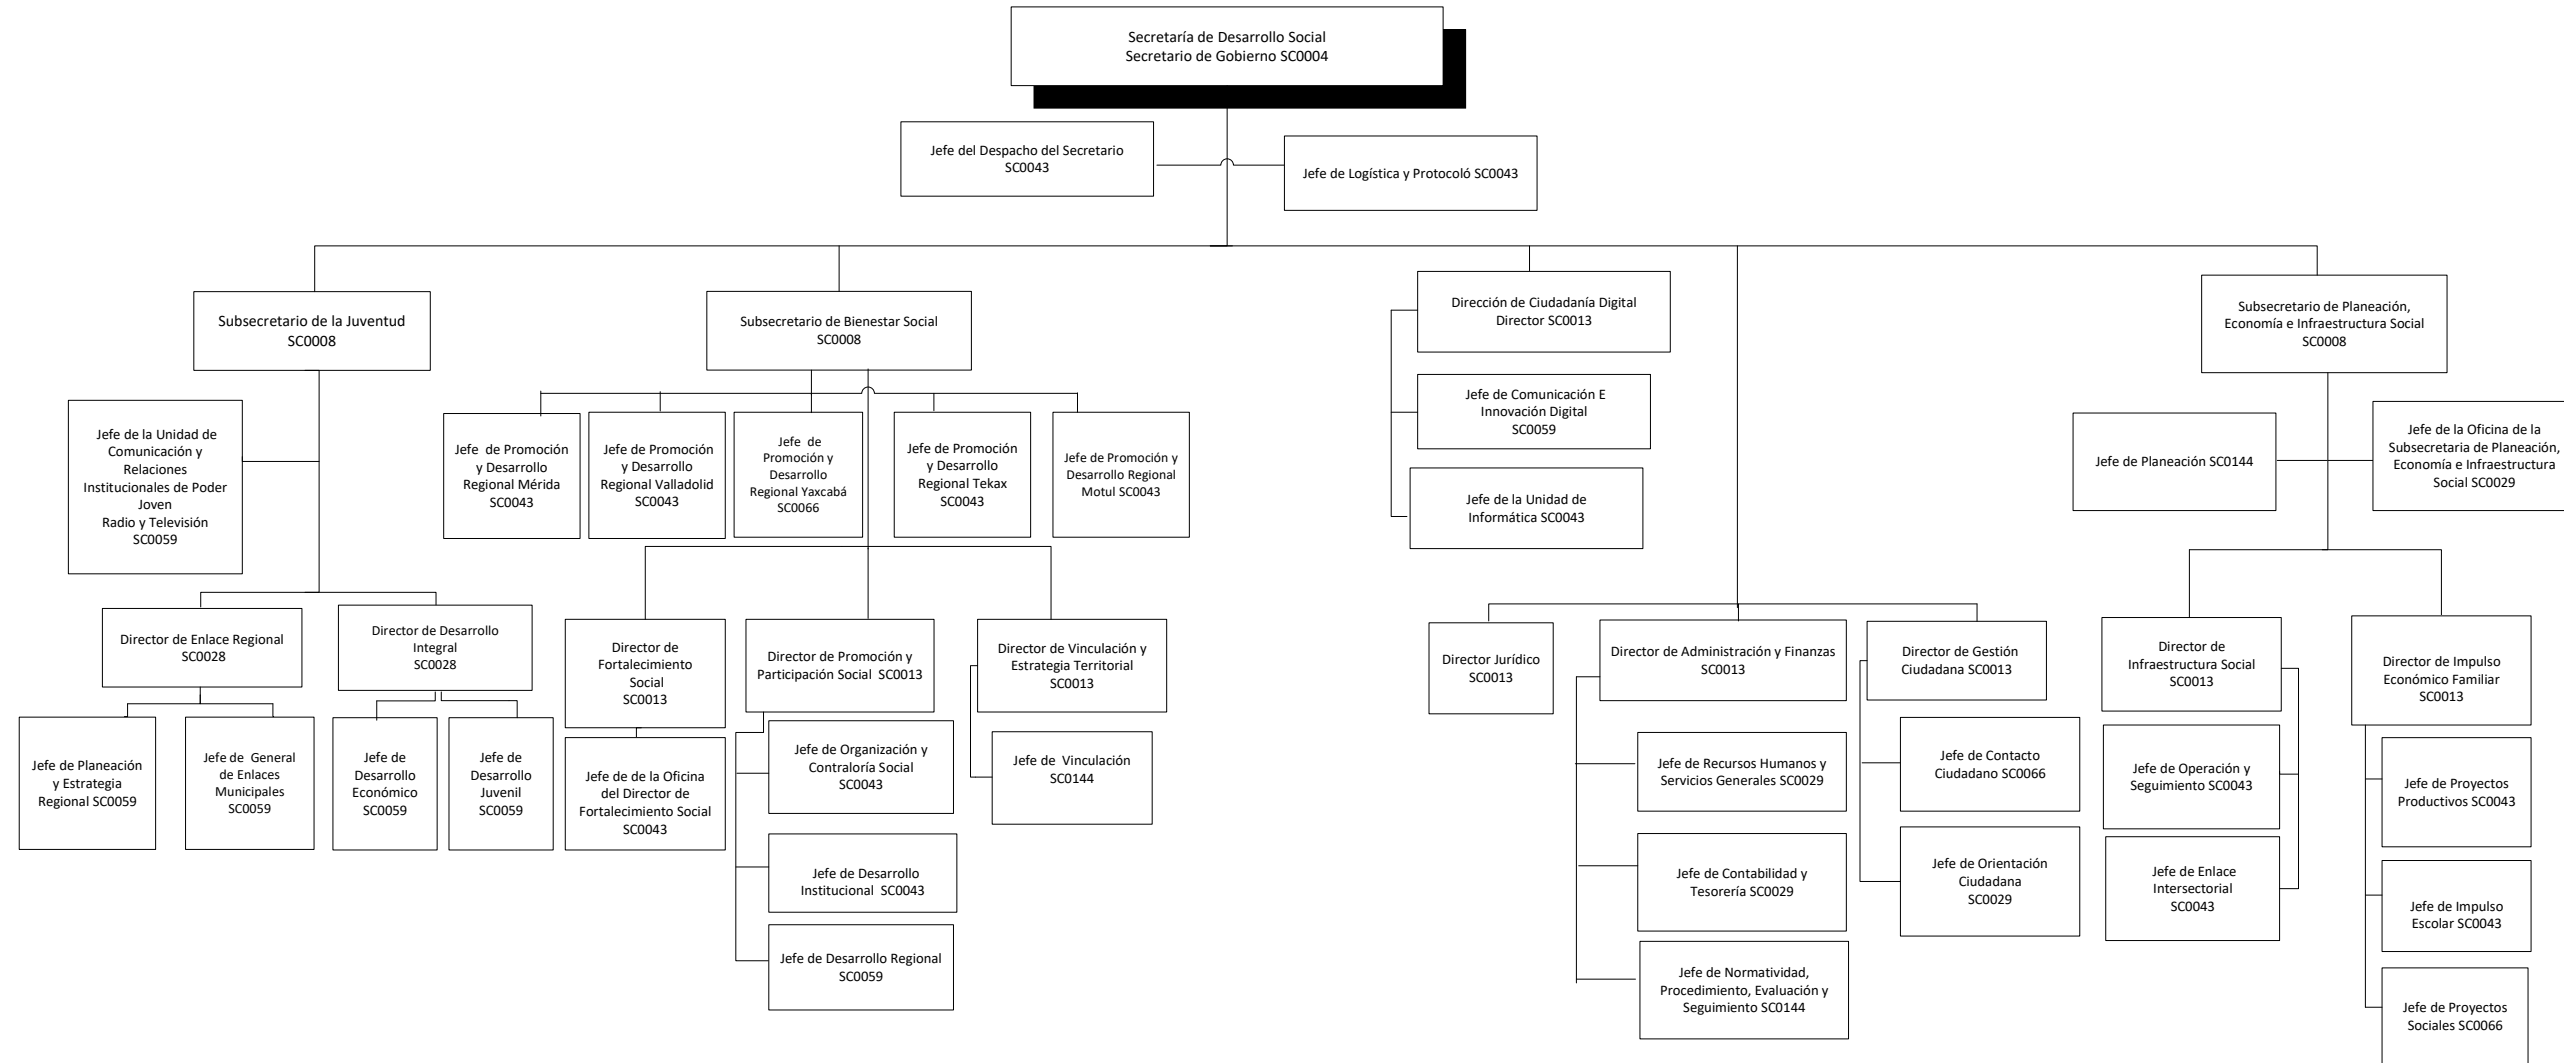 Secretaría de Desarrollo Social
Secretario de Gobierno SC0004
Jefe del Despacho del Secretario
SC0043
Jefe de Logística y Protocoló SC0043
Subsecretario de la Juventud
SC0008
Subsecretario de Bienestar Social
SC0008
Dirección de Ciudadanía Digital
Director SC0013
Subsecretario de Planeación,
Economía e Infraestructura Social
SC0008
Jefe de la Unidad de
Comunicación y
Relaciones
Institucionales de Poder
Joven
Radio y Televisión
SC0059
Jefe  de Promoción
y Desarrollo
Regional Mérida
SC0043
Jefe de Promoción
y Desarrollo
Regional Valladolid
SC0043
Jefe  de
Promoción y
Desarrollo
Regional Yaxcabá
SC0066
Jefe de Promoción
y Desarrollo
Regional Tekax
SC0043
Jefe de Promoción y
Desarrollo Regional
Motul SC0043
Jefe de Comunicación E
Innovación Digital
SC0059
Jefe de la Unidad de
Informática SC0043
Jefe de Planeación SC0144
Jefe de la Oficina de la
Subsecretaria de Planeación,
Economía e Infraestructura
Social SC0029
Director de Enlace Regional
SC0028
Director de Desarrollo
Integral
SC0028
Director de
Fortalecimiento
Social
SC0013
Director de Promoción y
Participación Social  SC0013
Director de Vinculación y
Estrategia Territorial
SC0013
Director Jurídico
SC0013
Director de Administración y Finanzas
SC0013
Director de Gestión
Ciudadana SC0013
Director de
Infraestructura Social
SC0013
Director de Impulso
Económico Familiar
SC0013
Jefe de Planeación
y Estrategia
Regional SC0059
Jefe de  General
de Enlaces
Municipales
SC0059
Jefe de
Desarrollo
Económico
SC0059
Jefe de
Desarrollo
Juvenil
SC0059
Jefe de de la Oficina
del Director de
Fortalecimiento Social
SC0043
Jefe de Organización y
Contraloría Social
SC0043
Jefe de Desarrollo
Institucional  SC0043
Jefe de Desarrollo Regional
SC0059
Jefe de  Vinculación
SC0144
Jefe de Recursos Humanos y
Servicios Generales SC0029
Jefe de Contabilidad y
Tesorería SC0029
Jefe de Normatividad,
Procedimiento, Evaluación y
Seguimiento SC0144
Jefe de Contacto
Ciudadano SC0066
Jefe de Orientación
Ciudadana
SC0029
Jefe de Operación y
Seguimiento SC0043
Jefe de Enlace
Intersectorial
SC0043
Jefe de Proyectos
Productivos SC0043
Jefe de Impulso
Escolar SC0043
Jefe de Proyectos
Sociales SC0066